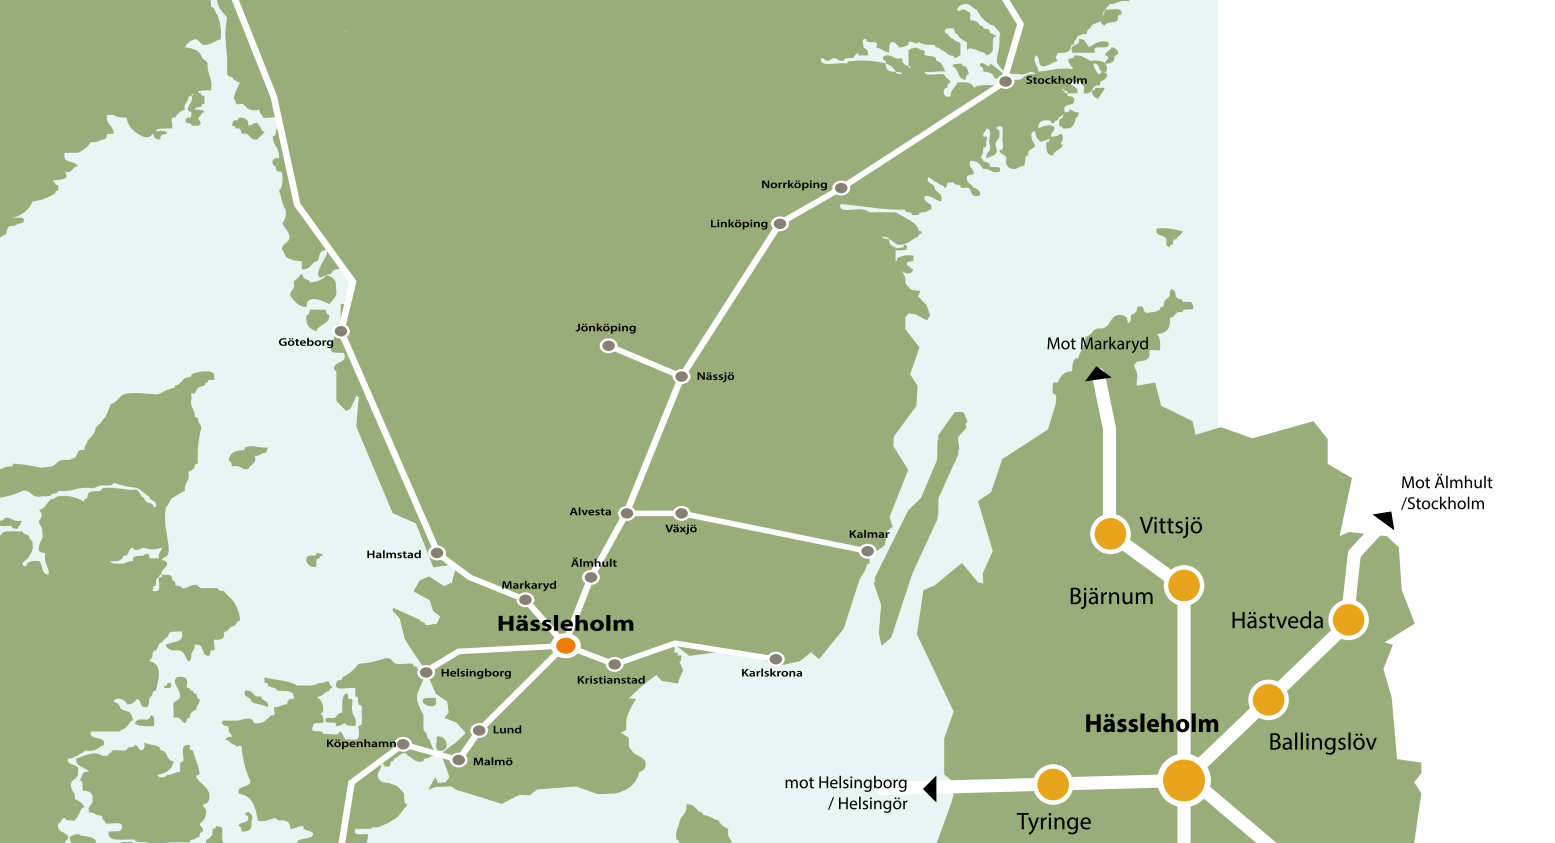 Stockholm
Norrköping
Linköping
Jönköping
Göteborg
Nässjö
Alvesta
Växjö
Kalmar
Halmstad
Älmhult
Markaryd
Hässleholm
Helsingborg
Kristianstad
Karlskrona
Lund
Köpenhamn
Malmö
Mot Markaryd
Mot Älmhult
/Stockholm
Vittsjö
Bjärnum
Hästveda
Hässleholm
Ballingslöv
mot Helsingborg
/ Helsingör
Tyringe